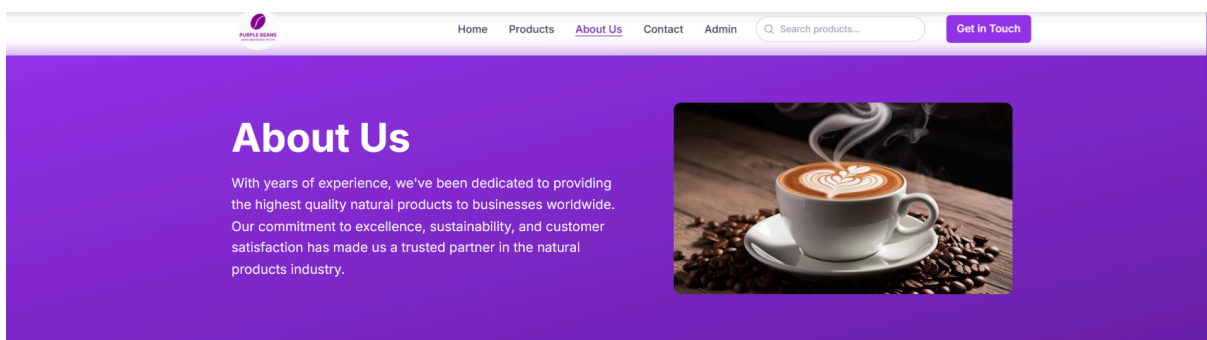 PURPLE BEANS
Home
Products
About Us
Contact
Admin
Search products...
Get in Touch
About Us
With years of experience, we've been dedicated to providing
the highest quality natural products to businesses worldwide.
Our commitment to excellence, sustainability, and customer
satisfaction has made us a trusted partner in the natural
products industry.